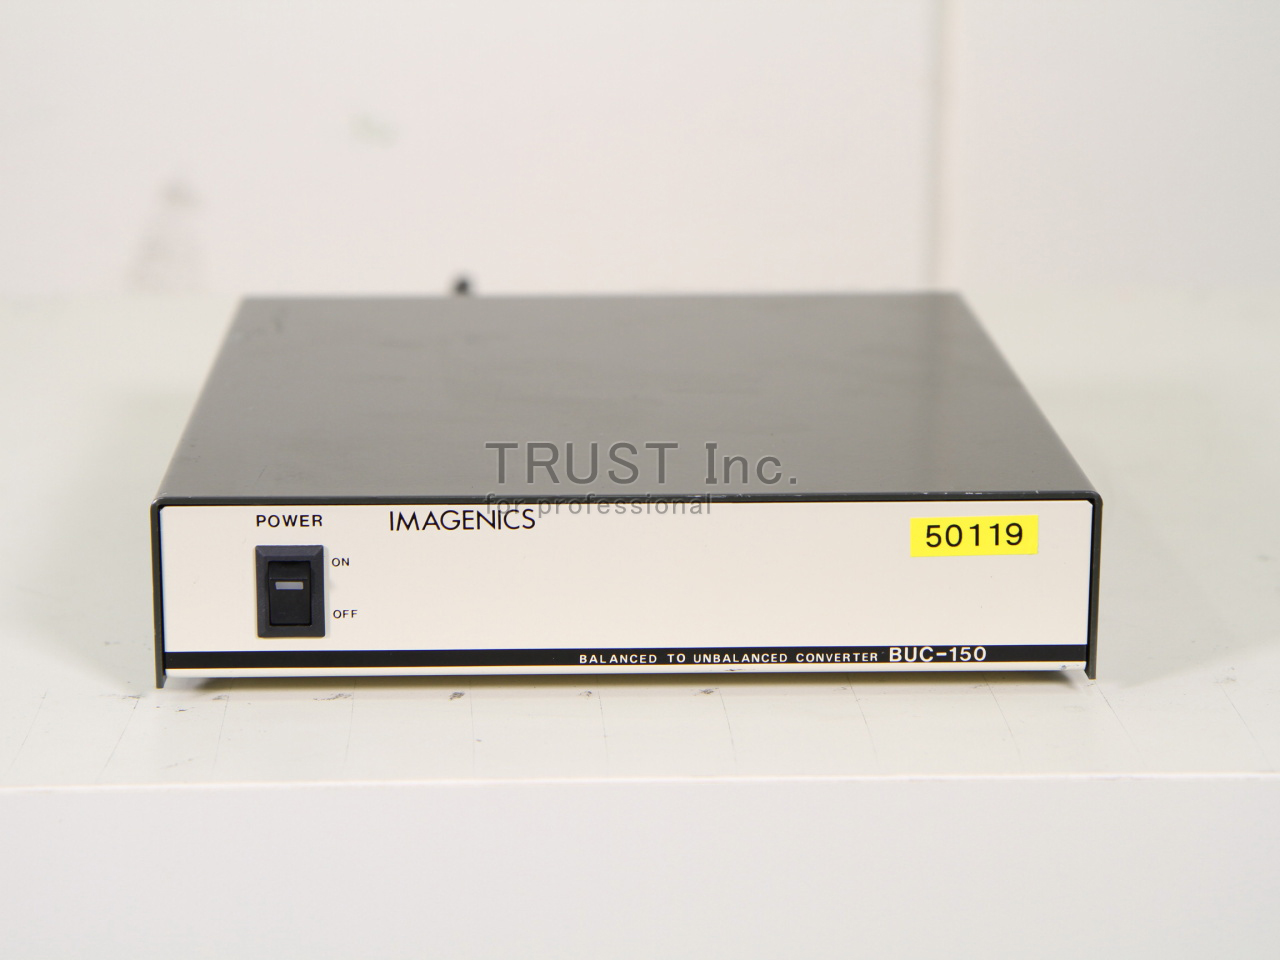 TRUST Inc.
for professional
POWER
IMAGENICS
50119
ON
OFF
BALANCED TO UNBALANCED CONVERTER BUC-150